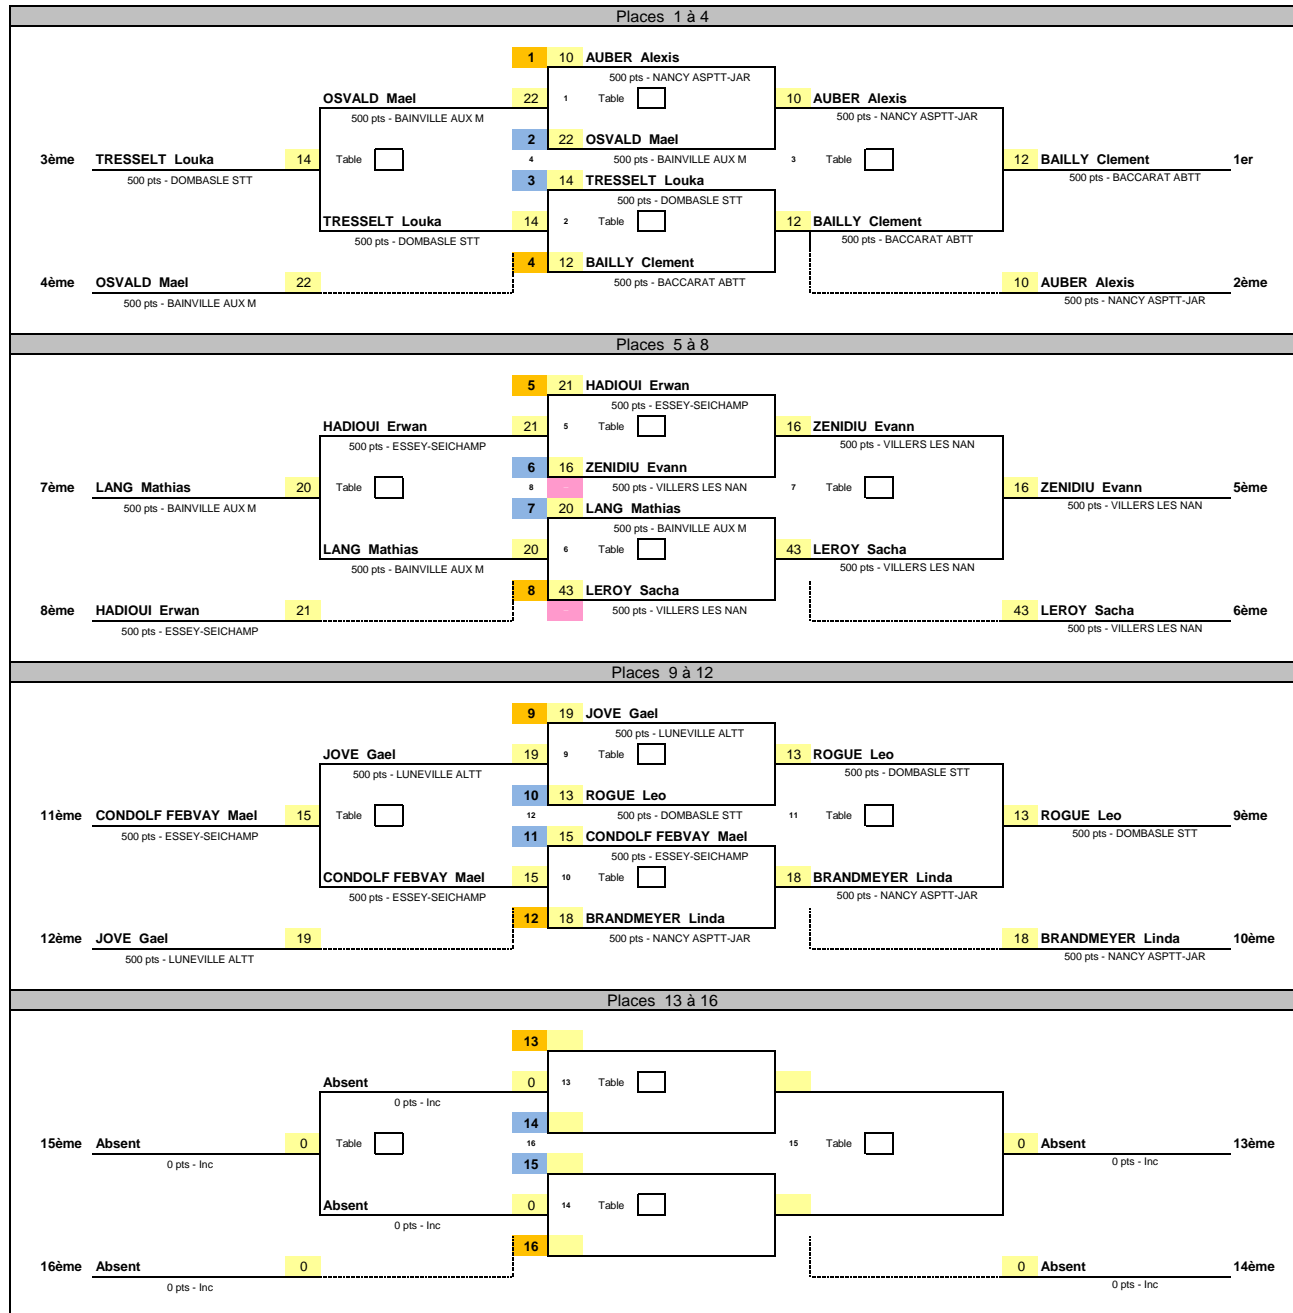 Places 1 à 4
1 10 AUBER Alexis
500 pts - NANCY ASPTT-JAR
OSVALD Mael 22 1 Table 10 AUBER Alexis
500 pts - BAINVILLE AUX M 500 pts - NANCY ASPTT-JAR
2 22 OSVALD Mael
3ème TRESSELT Louka 14 Table 4 500 pts - BAINVILLE AUX M 3 Table 12 BAILLY Clement 1er
500 pts - DOMBASLE STT 3 14 TRESSELT Louka 500 pts - BACCARAT ABTT
500 pts - DOMBASLE STT
TRESSELT Louka 14 2 Table 12 BAILLY Clement
500 pts - DOMBASLE STT 500 pts - BACCARAT ABTT
4 12 BAILLY Clement
4ème OSVALD Mael 22 500 pts - BACCARAT ABTT 10 AUBER Alexis 2ème
500 pts - BAINVILLE AUX M 500 pts - NANCY ASPTT-JAR
Places 5 à 8
5 21 HADIOUI Erwan
500 pts - ESSEY-SEICHAMP
HADIOUI Erwan 21 5 Table 16 ZENIDIU Evann
500 pts - ESSEY-SEICHAMP 500 pts - VILLERS LES NAN
6 16 ZENIDIU Evann
7ème LANG Mathias 20 Table 8 500 pts - VILLERS LES NAN 7 Table 16 ZENIDIU Evann 5ème
500 pts - BAINVILLE AUX M 7 20 LANG Mathias 500 pts - VILLERS LES NAN
500 pts - BAINVILLE AUX M
LANG Mathias 20 6 Table 43 LEROY Sacha
500 pts - BAINVILLE AUX M 500 pts - VILLERS LES NAN
8 43 LEROY Sacha
8ème HADIOUI Erwan 21 500 pts - VILLERS LES NAN 43 LEROY Sacha 6ème
500 pts - ESSEY-SEICHAMP 500 pts - VILLERS LES NAN
Places 9 à 12
9 19 JOVE Gael
500 pts - LUNEVILLE ALTT
JOVE Gael 19 9 Table 13 ROGUE Leo
500 pts - LUNEVILLE ALTT 500 pts - DOMBASLE STT
10 13 ROGUE Leo
11ème CONDOLF FEBVAY Mael 15 Table 12 500 pts - DOMBASLE STT 11 Table 13 ROGUE Leo 9ème
500 pts - ESSEY-SEICHAMP 11 15 CONDOLF FEBVAY Mael 500 pts - DOMBASLE STT
500 pts - ESSEY-SEICHAMP
CONDOLF FEBVAY Mael 15 10 Table 18 BRANDMEYER Linda
500 pts - ESSEY-SEICHAMP 500 pts - NANCY ASPTT-JAR
12 18 BRANDMEYER Linda
12ème JOVE Gael 19 500 pts - NANCY ASPTT-JAR 18 BRANDMEYER Linda 10ème
500 pts - LUNEVILLE ALTT 500 pts - NANCY ASPTT-JAR
Places 13 à 16
13
Absent 0 13 Table
0 pts - Inc
14
15ème Absent 0 Table 16 15 Table 0 Absent 13ème
0 pts - Inc 15 0 pts - Inc
Absent 0 14 Table
0 pts - Inc
16
16ème Absent 0 0 Absent 14ème
0 pts - Inc 0 pts - Inc